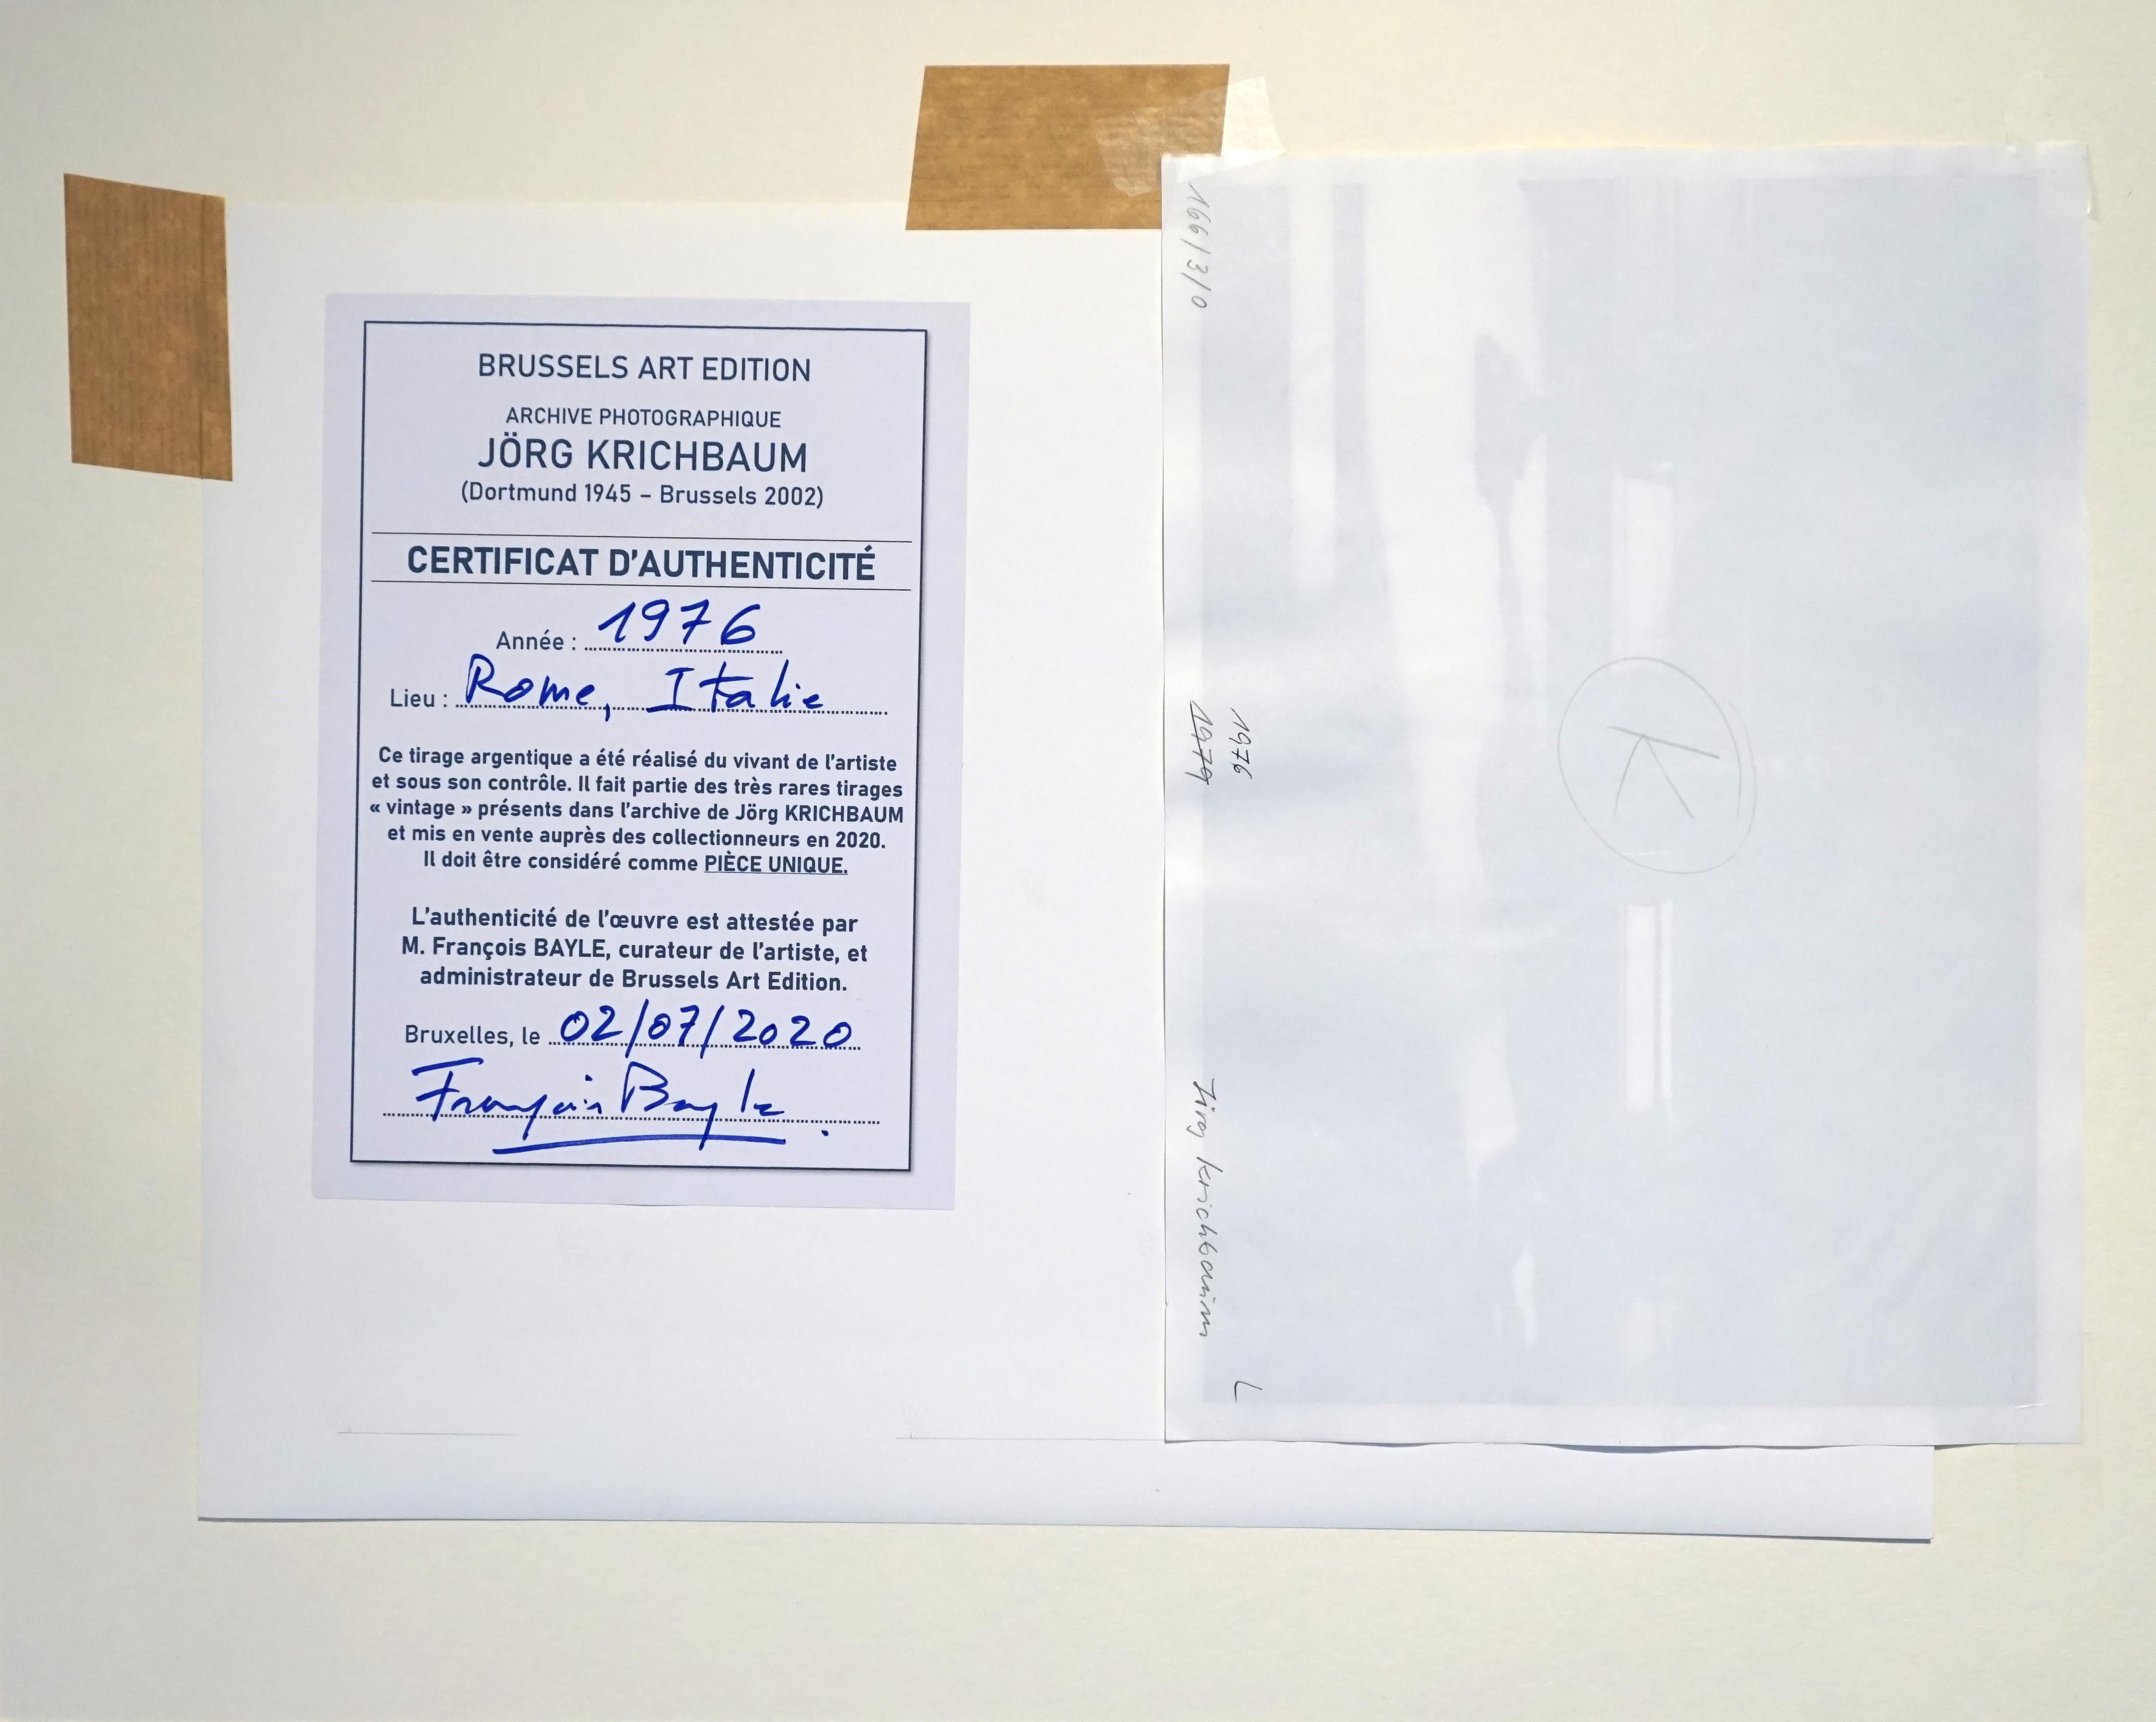 BRUSSELS ART EDITION
ARCHIVE PHOTOGRAPHIQUE
JÖRG KRICHBAUM
(Dortmund 1945 – Brussels 2002)
CERTIFICAT D'AUTHENTICITÉ
Année : 1976
Lieu : Rome, Italie
Ce tirage argentique a été réalisé du vivant de l'artiste
et sous son contrôle. Il fait partie des très rares tirages
« vintage » présents dans l'archive de Jörg KRICHBAUM
et mis en vente auprès des collectionneurs en 2020.
Il doit être considéré comme PIÈCE UNIQUE.
L'authenticité de l'œuvre est attestée par
M. François BAYLE, curateur de l'artiste, et
administrateur de Brussels Art Edition.
Bruxelles, le 02/07/2020
François Bayle
166/3/0
1976
1979
Jörg Krichbaum
L
K